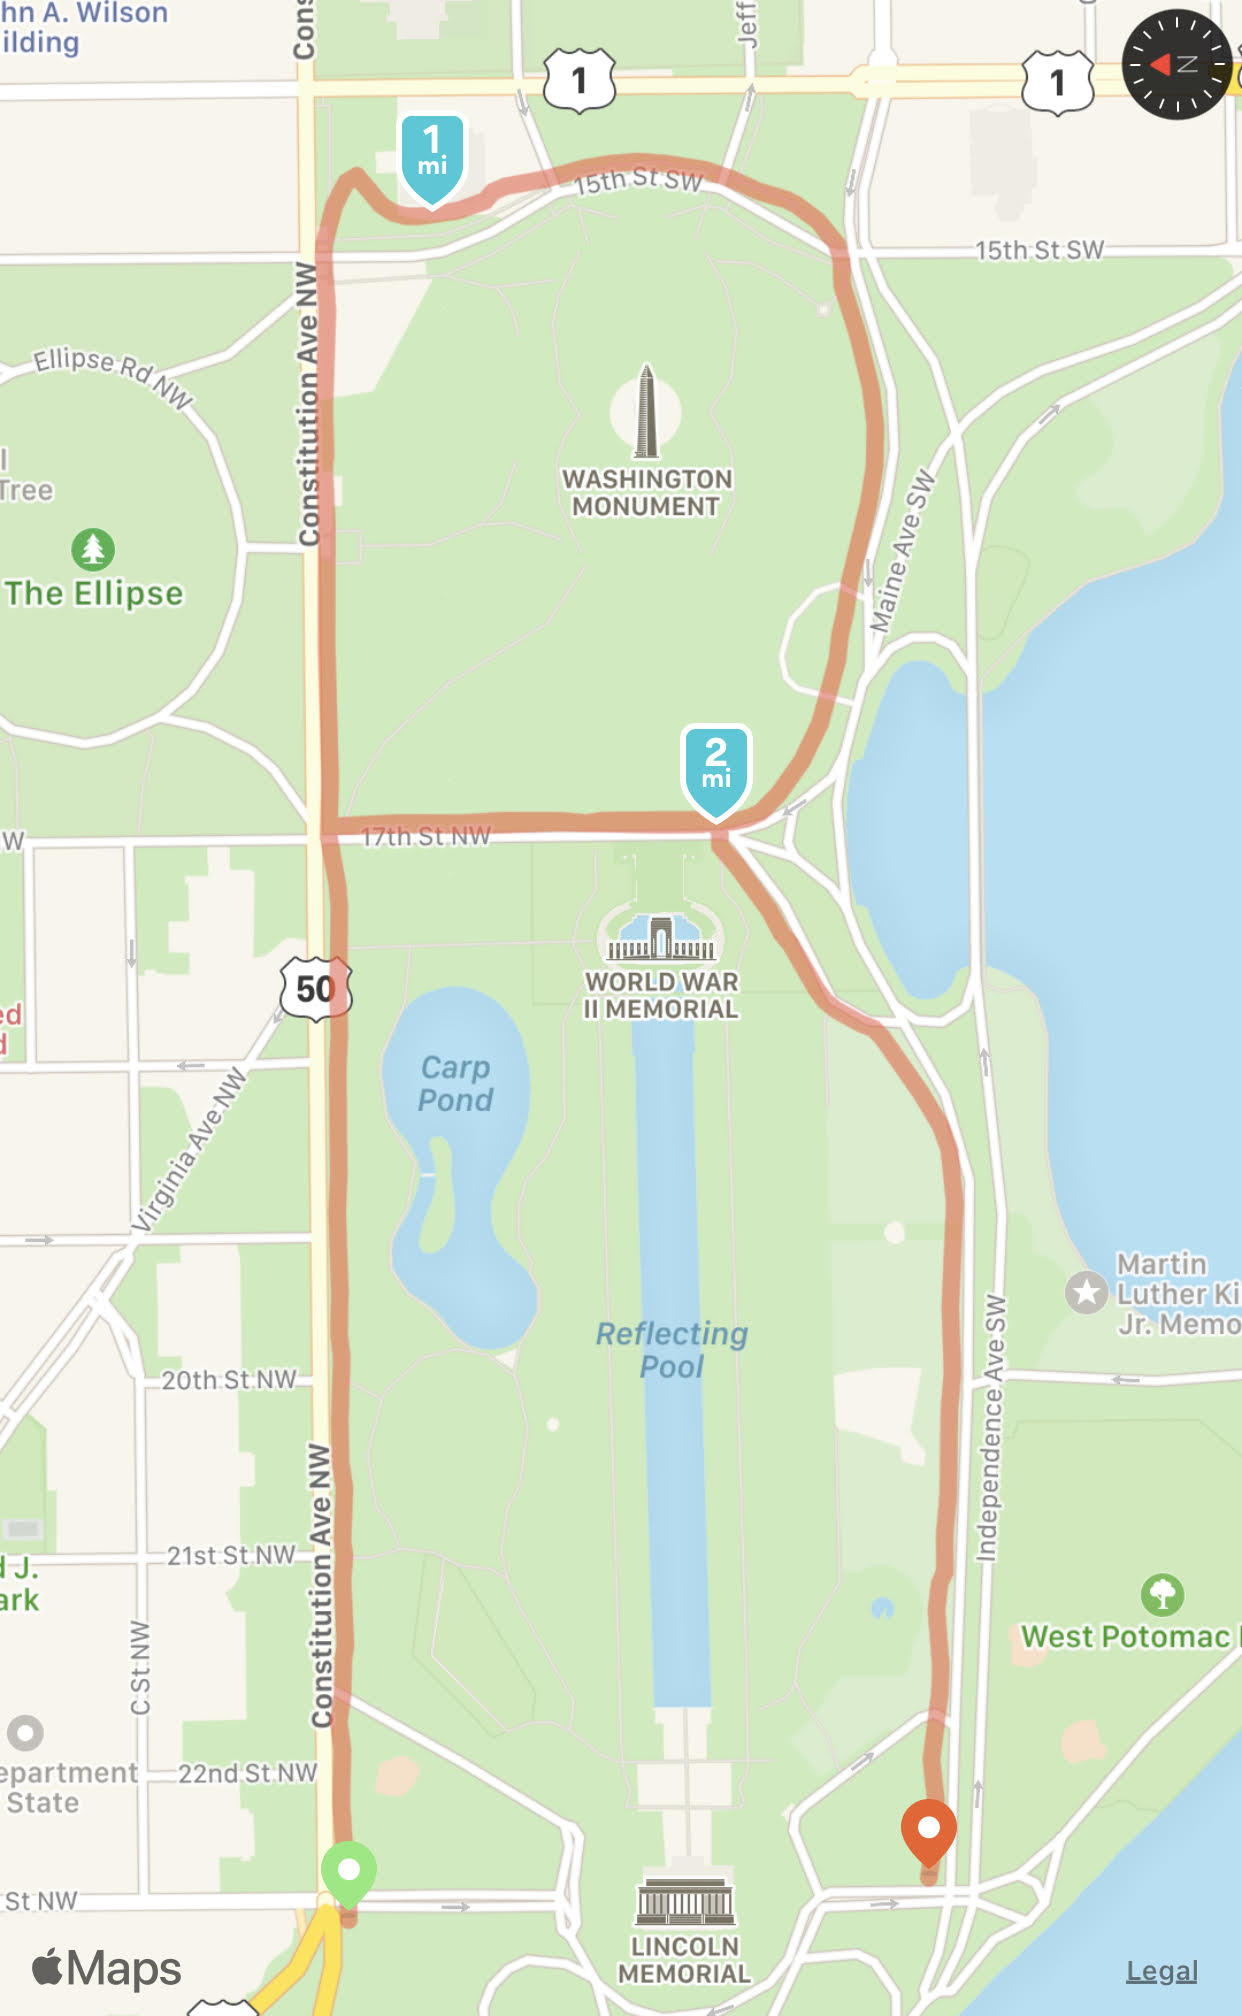 hn A. Wilson
ilding
Cons
Jeff
1
1
N
1
mi
15th St SW
15th St SW
Constitution Ave NW
Ellipse Rd NW
l
Tree
WASHINGTON
MONUMENT
The Ellipse
Maine Ave SW
2
mi
W
17th St NW
50
WORLD WAR
II MEMORIAL
ed
d
Carp
Pond
Virginia Ave NW
Martin
Luther Ki
Jr. Memo
Reflecting
Pool
Independence Ave SW
20th St NW
Constitution Ave NW
21st St NW
d J.
ark
C St NW
West Potomac
epartment
State
22nd St NW
St NW
LINCOLN
MEMORIAL
Maps
Legal